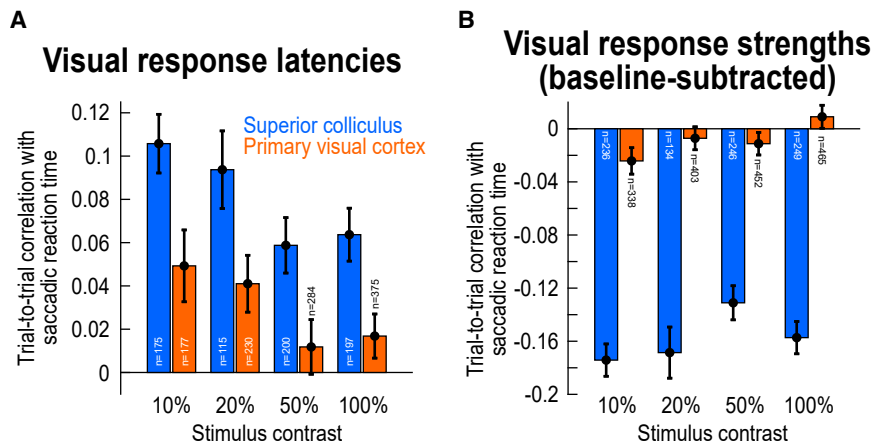 A
Visual response latencies
Trial-to-trial correlation with
saccadic reaction time
0.12
0.1
0.08
0.06
0.04
0.02
0
Superior colliculus
Primary visual cortex
n=175
n=177
n=115
n=230
n=200
n=284
n=197
n=375
10%
20%
50%
100%
Stimulus contrast
B
Visual response strengths
(baseline-subtracted)
Trial-to-trial correlation with
saccadic reaction time
0
-0.04
-0.08
-0.12
-0.16
-0.2
n=236
n=338
n=134
n=403
n=246
n=452
n=249
n=465
10%
20%
50%
100%
Stimulus contrast